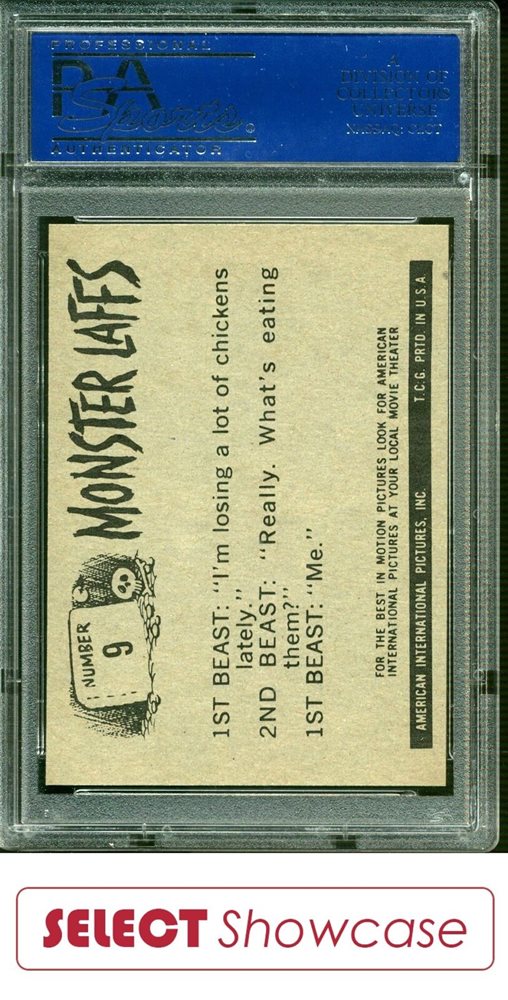 PROFESSIONAL
PSA
Sports
AUTHENTICATOR
A
DIVISION OF
COLLECTORS
UNIVERSE
NASDAQ: CLCT
NUMBER
9
MONSTER LAFFS
1ST BEAST: "I'm losing a lot of chickens
lately."
2ND BEAST: "Really. What's eating
them?"
1ST BEAST: "Me."
FOR THE BEST IN MOTION PICTURES LOOK FOR AMERICAN
INTERNATIONAL PICTURES AT YOUR LOCAL MOVIE THEATER
AMERICAN INTERNATIONAL PICTURES, INC. T.C.G. PRTD. IN U.S.A.
SELECT Showcase